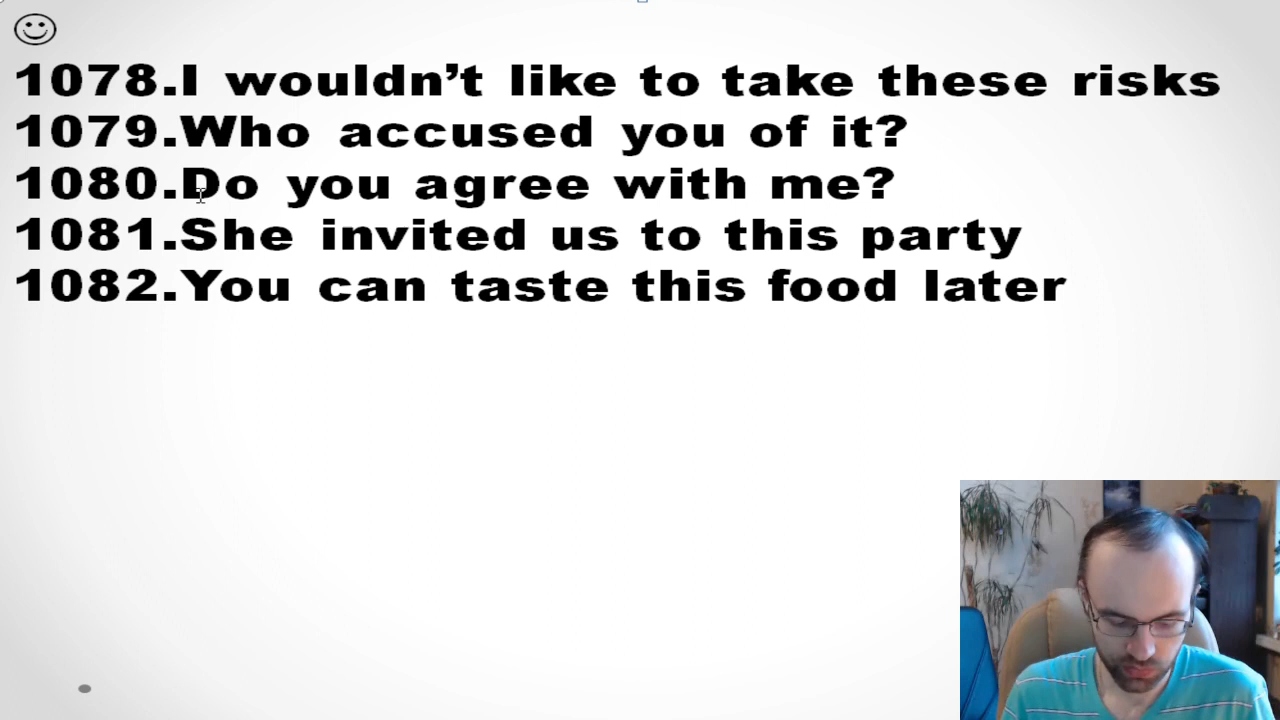 1078.I wouldn’t like to take these risks
1079.Who accused you of it?
1080.Do you agree with me?
1081.She invited us to this party
1082.You can taste this food later